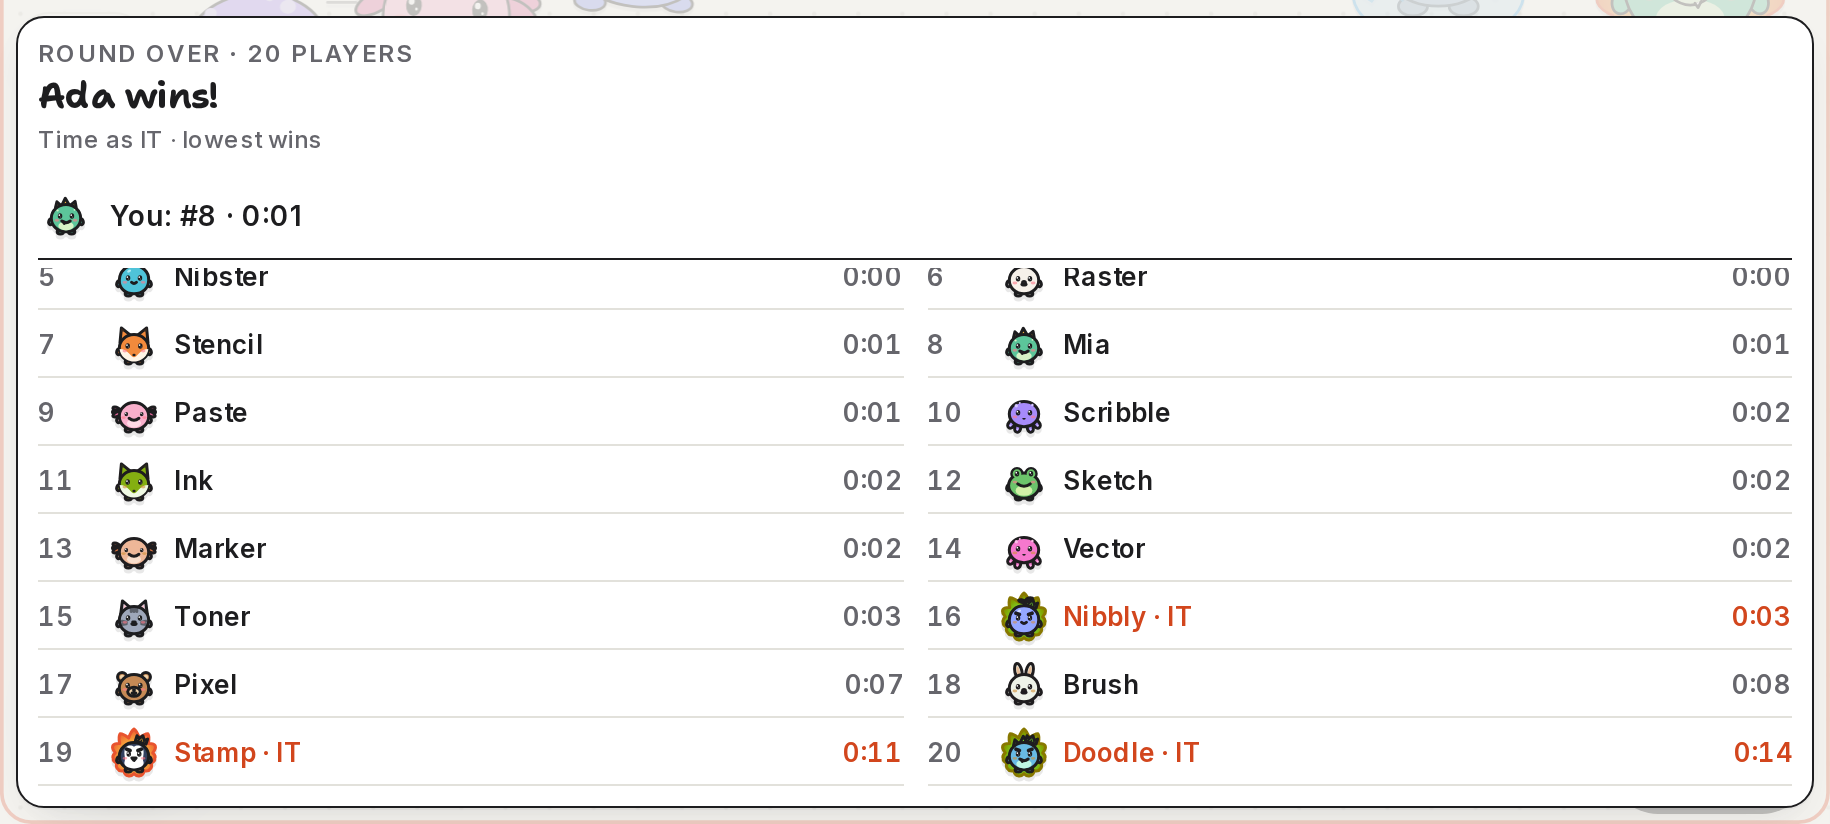 ROUND OVER · 20 PLAYERS
Ada wins!
Time as IT · lowest wins
You: #8 · 0:01
5 Nibster 0:00 6 Raster 0:00
7 Stencil 0:01 8 Mia 0:01
9 Paste 0:01 10 Scribble 0:02
11 Ink 0:02 12 Sketch 0:02
13 Marker 0:02 14 Vector 0:02
15 Toner 0:03 16 Nibbly · IT 0:03
17 Pixel 0:07 18 Brush 0:08
19 Stamp · IT 0:11 20 Doodle · IT 0:14